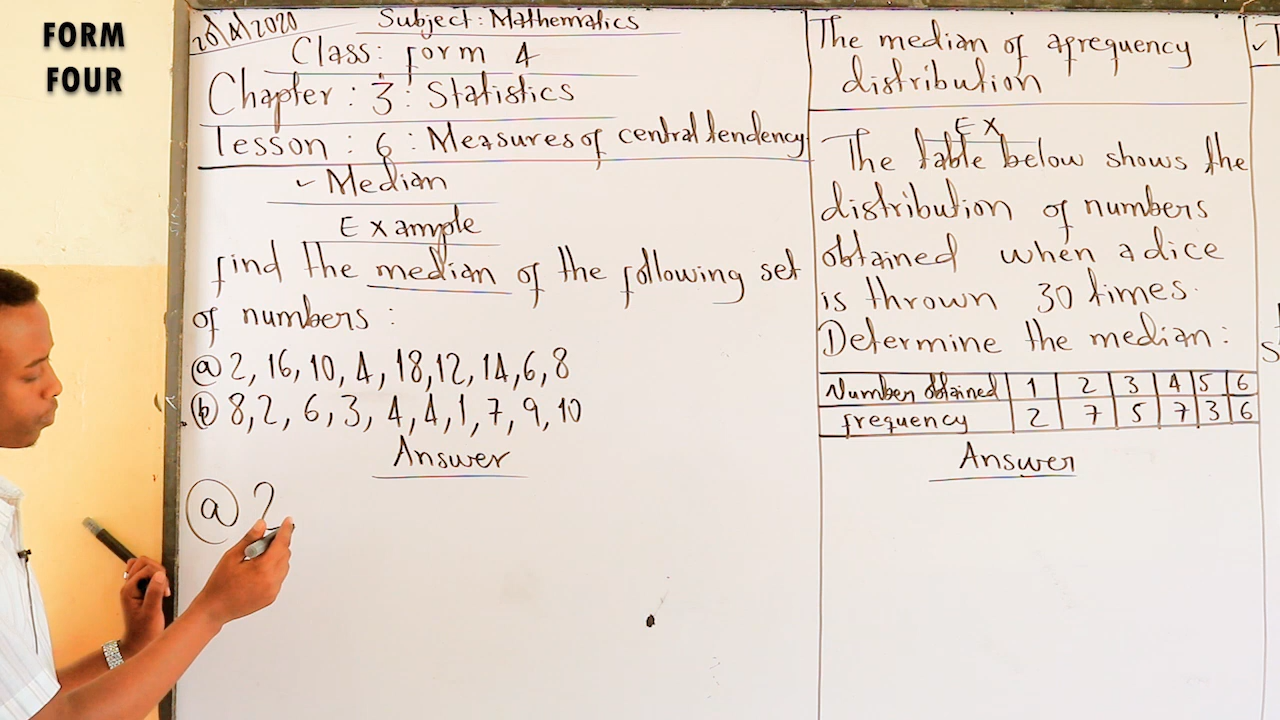 FORM
FOUR
Subject: Mathematics
Class: form 4
Chapter: 3: Statistics
Lesson: 6: Measures of central tendency
✓ Median
Example
find the median of the following set
of numbers:
(a) 2, 16, 10, 4, 18, 12, 14, 6, 8
(b) 8, 2, 6, 3, 4, 4, 1, 7, 9, 10
Answer
(a) 2
The median of a frequency
distribution
EX
The table below shows the
distribution of numbers
obtained when a dice
is thrown 30 times.
Determine the median:
Number obtained 1 2 3 4 5 6
frequency 2 7 5 7 3 6
Answer